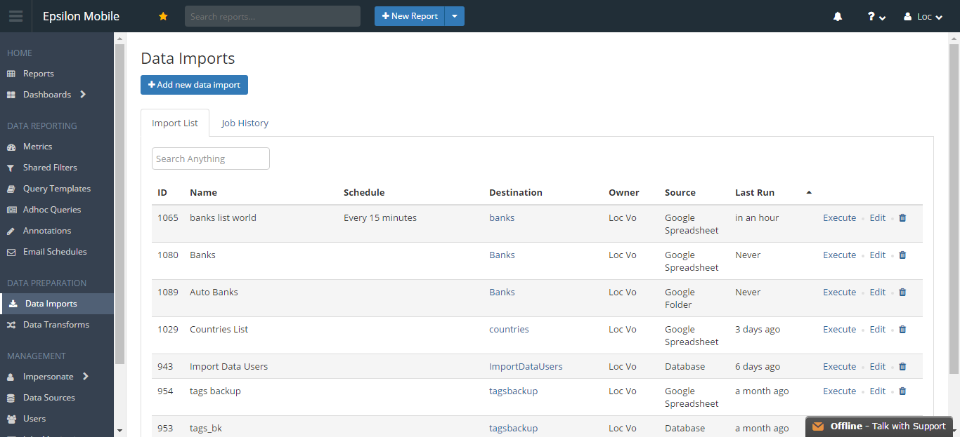 Epsilon Mobile
Search reports...
New Report
?
Loc
HOME
Reports
Dashboards
DATA REPORTING
Metrics
Shared Filters
Query Templates
Adhoc Queries
Annotations
Email Schedules
DATA PREPARATION
Data Imports
Data Transforms
MANAGEMENT
Impersonate
Data Sources
Users
Data Imports
Add new data import
Import List Job History
Search Anything
ID Name Schedule Destination Owner Source Last Run
1065 banks list world Every 15 minutes banks Loc Vo Google Spreadsheet in an hour Execute Edit
1080 Banks Banks Loc Vo Google Spreadsheet Never Execute Edit
1089 Auto Banks Banks Loc Vo Google Folder Never Execute Edit
1029 Countries List countries Loc Vo Google Spreadsheet 3 days ago Execute Edit
943 Import Data Users ImportDataUsers Loc Vo Database 6 days ago Execute Edit
954 tags backup tagsbackup Loc Vo Google Spreadsheet a month ago Execute Edit
953 tags_bk tagsbackup Loc Vo Database a month ago
Offline - Talk with Support